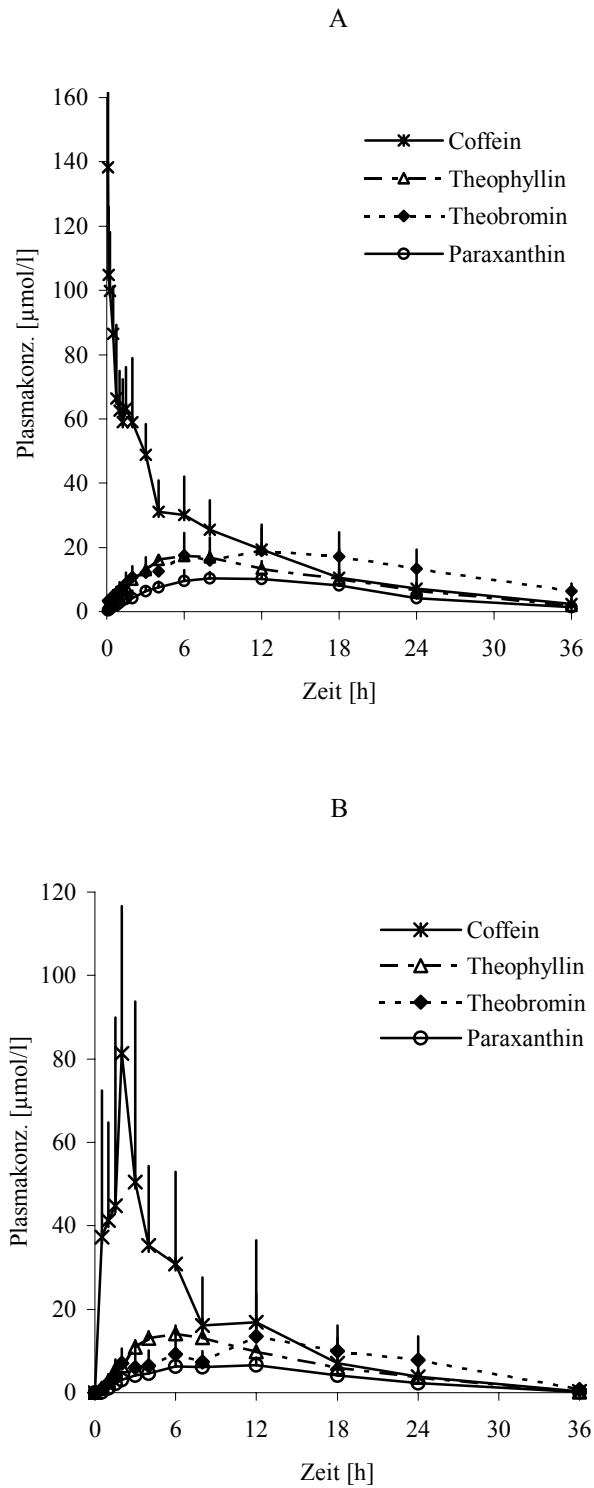 A
160
140
120
100
80
60
40
20
0
Plasmakonz. [µmol/l]
Coffein
Theophyllin
Theobromin
Paraxanthin
0 6 12 18 24 30 36
Zeit [h]
B
120
100
80
60
40
20
0
Plasmakonz. [µmol/l]
Coffein
Theophyllin
Theobromin
Paraxanthin
0 6 12 18 24 30 36
Zeit [h]